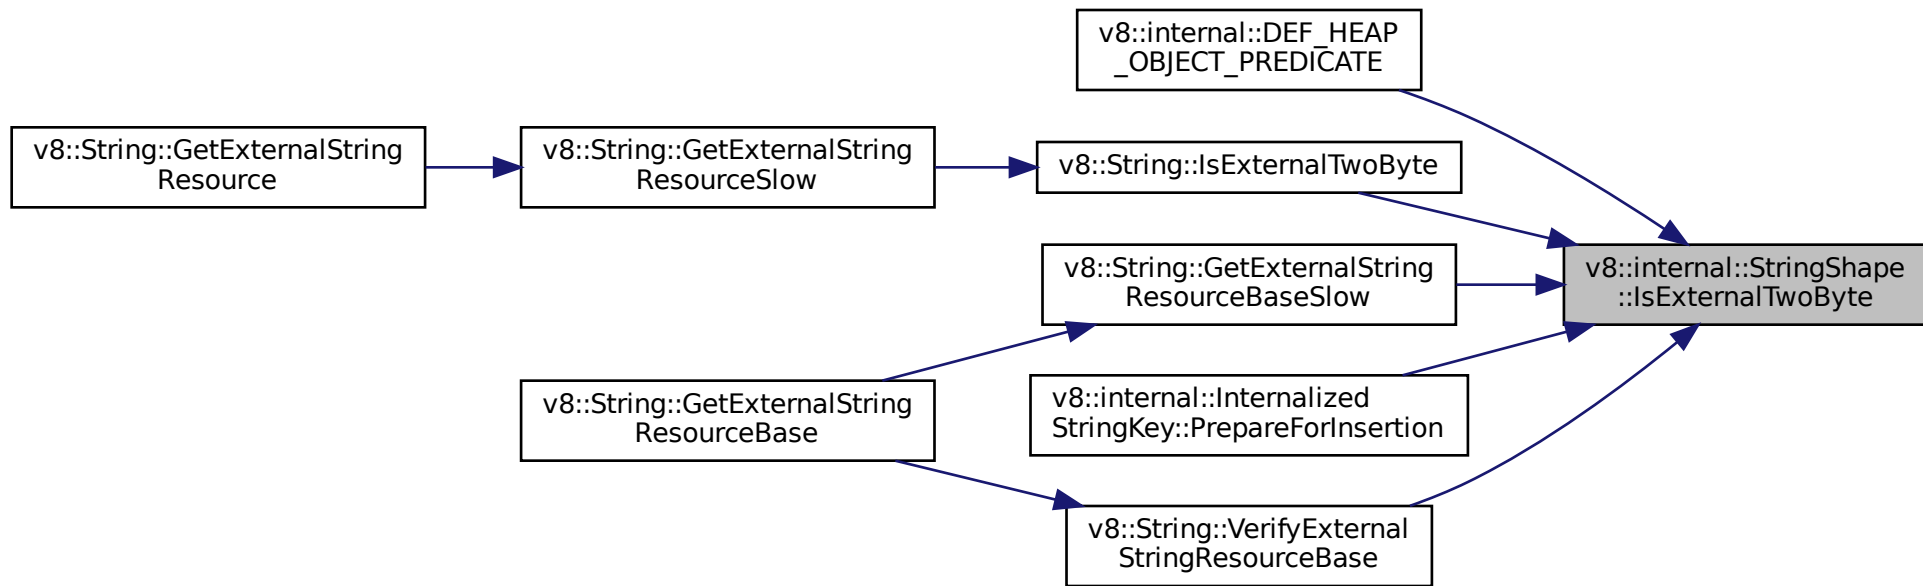 v8::internal::DEF_HEAP
_OBJECT_PREDICATE
v8::String::GetExternalString
Resource
v8::String::GetExternalString
ResourceSlow
v8::String::IsExternalTwoByte
v8::String::GetExternalString
ResourceBaseSlow
v8::internal::StringShape
::IsExternalTwoByte
v8::String::GetExternalString
ResourceBase
v8::internal::Internalized
StringKey::PrepareForInsertion
v8::String::VerifyExternal
StringResourceBase